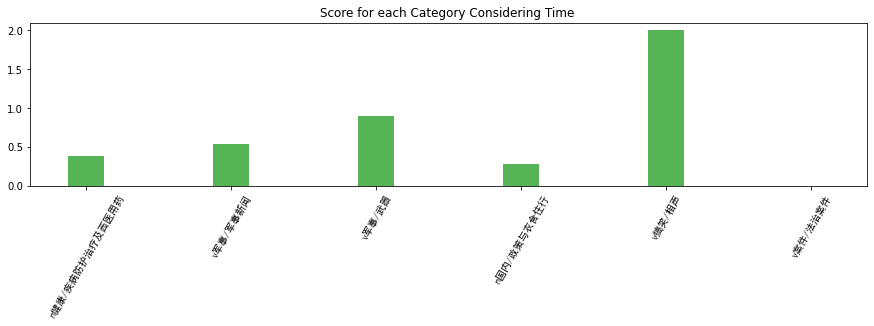 Score for each Category Considering Time
2.0
1.5
1.0
0.5
0.0
n健康/疾病防护治疗及西医用药
v军事/军事新闻
v军事/武器
n国内/政策与衣食住行
v搞笑/相声
v案件/法治案件